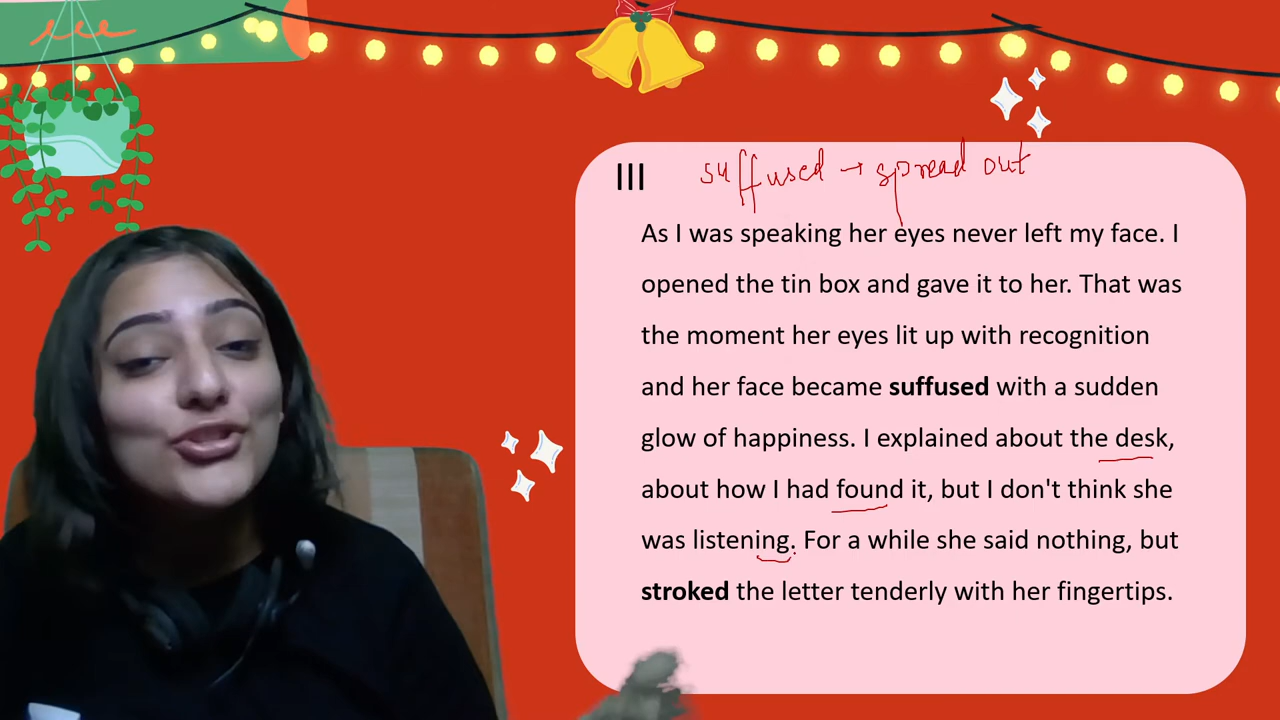 III
suffused → spread out
As I was speaking her eyes never left my face. I
opened the tin box and gave it to her. That was
the moment her eyes lit up with recognition
and her face became suffused with a sudden
glow of happiness. I explained about the desk,
about how I had found it, but I don't think she
was listening. For a while she said nothing, but
stroked the letter tenderly with her fingertips.